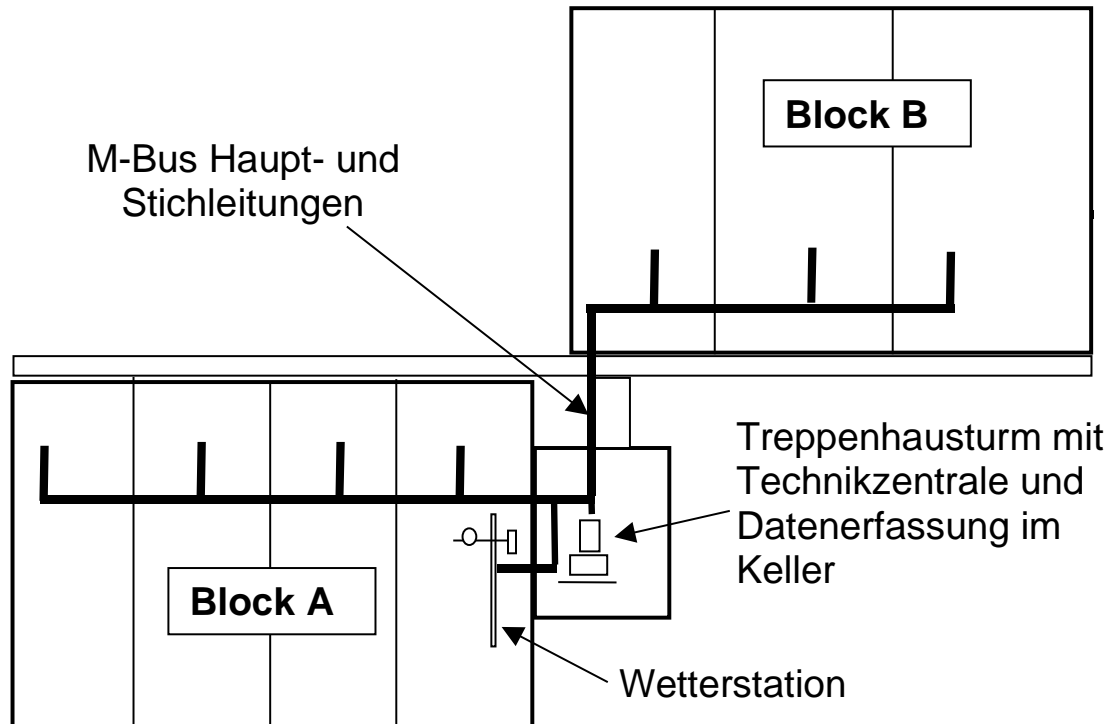 Block B
M-Bus Haupt- und
Stichleitungen
Treppenhausturm mit
Technikzentrale und
Datenerfassung im
Keller
Block A
Wetterstation